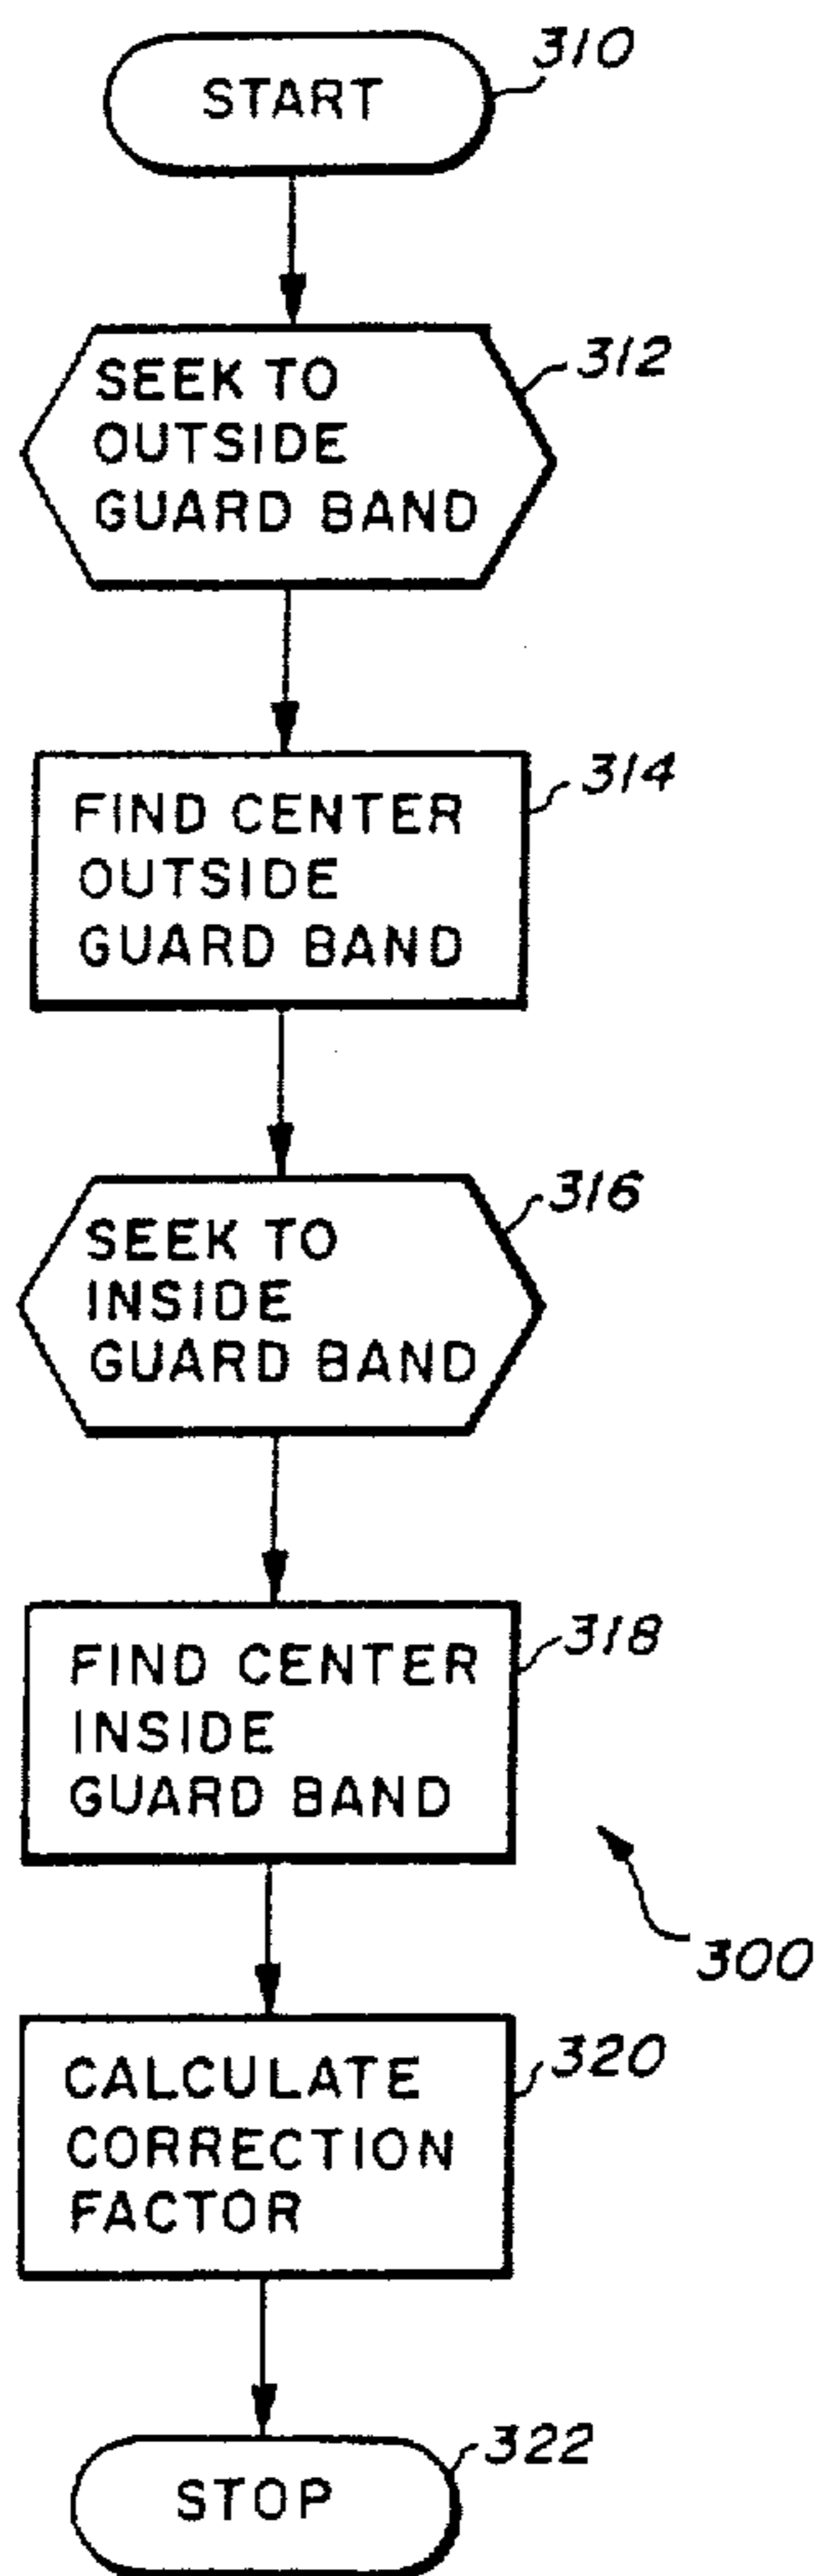 310
START
312
SEEK TO
OUTSIDE
GUARD BAND
314
FIND CENTER
OUTSIDE
GUARD BAND
316
SEEK TO
INSIDE
GUARD BAND
318
FIND CENTER
INSIDE
GUARD BAND
300
320
CALCULATE
CORRECTION
FACTOR
322
STOP